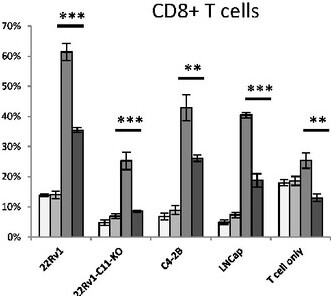 CD8+ T cells
70%
60%
50%
40%
30%
20%
10%
0%
***
***
**
***
**
22Rv1
22Rv1-C11-KO
C4-2B
LNCap
T cell only